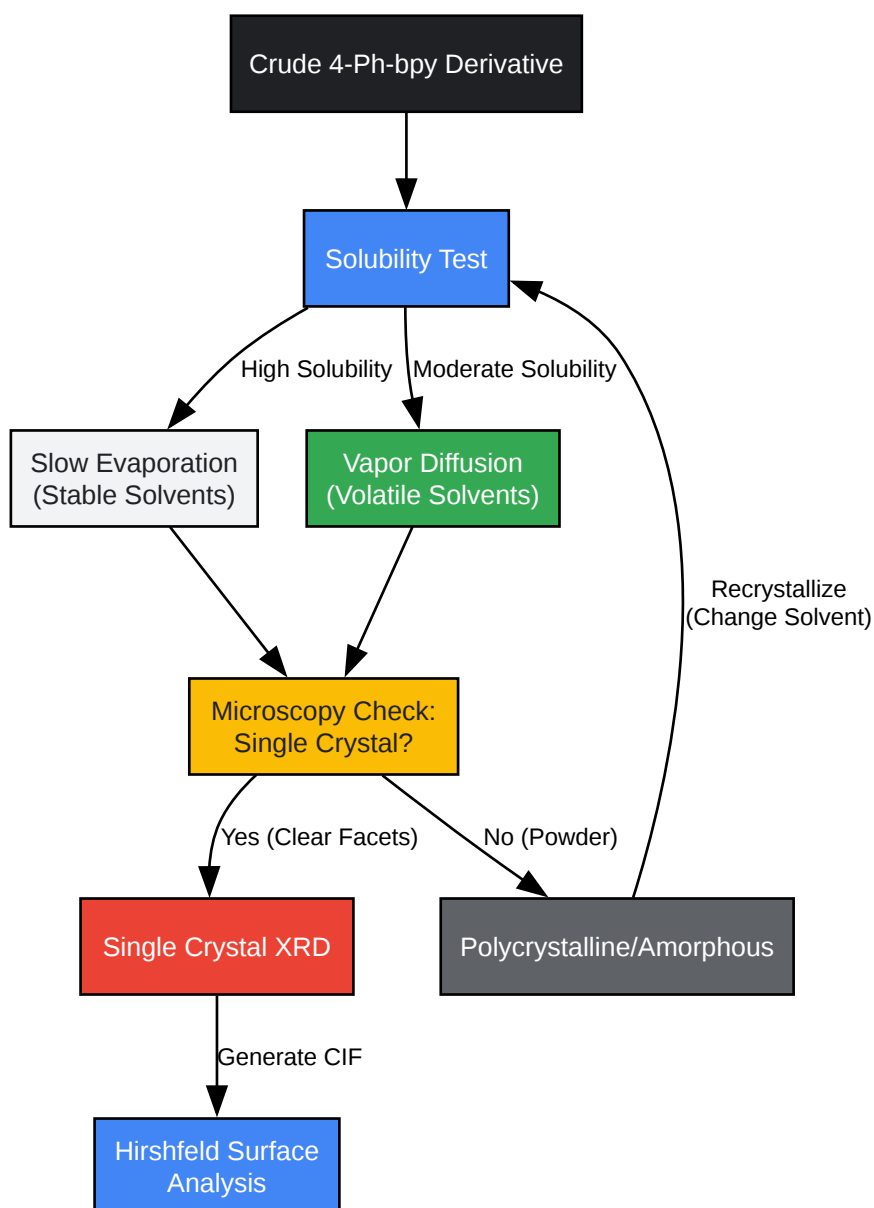 Crude 4-Ph-bpy Derivative
Solubility Test
High Solubility
Moderate Solubility
Slow Evaporation
(Stable Solvents)
Vapor Diffusion
(Volatile Solvents)
Recrystallize
(Change Solvent)
Microscopy Check:
Single Crystal?
Yes (Clear Facets)
No (Powder)
Single Crystal XRD
Polycrystalline/Amorphous
Generate CIF
Hirshfeld Surface
Analysis